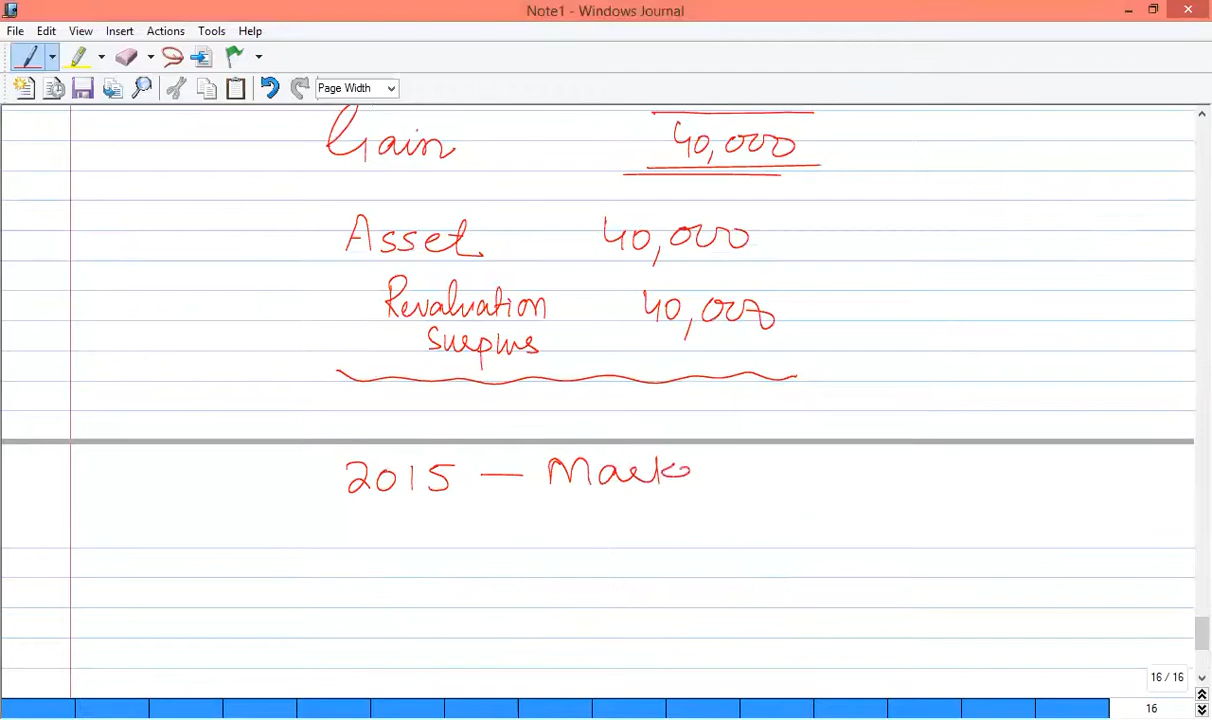 Note1 - Windows Journal
File Edit View Insert Actions Tools Help
Page Width
Gain 40,000
Asset 40,000
Revaluation 40,000
Surplus
2015 — Marke
16 / 16
16